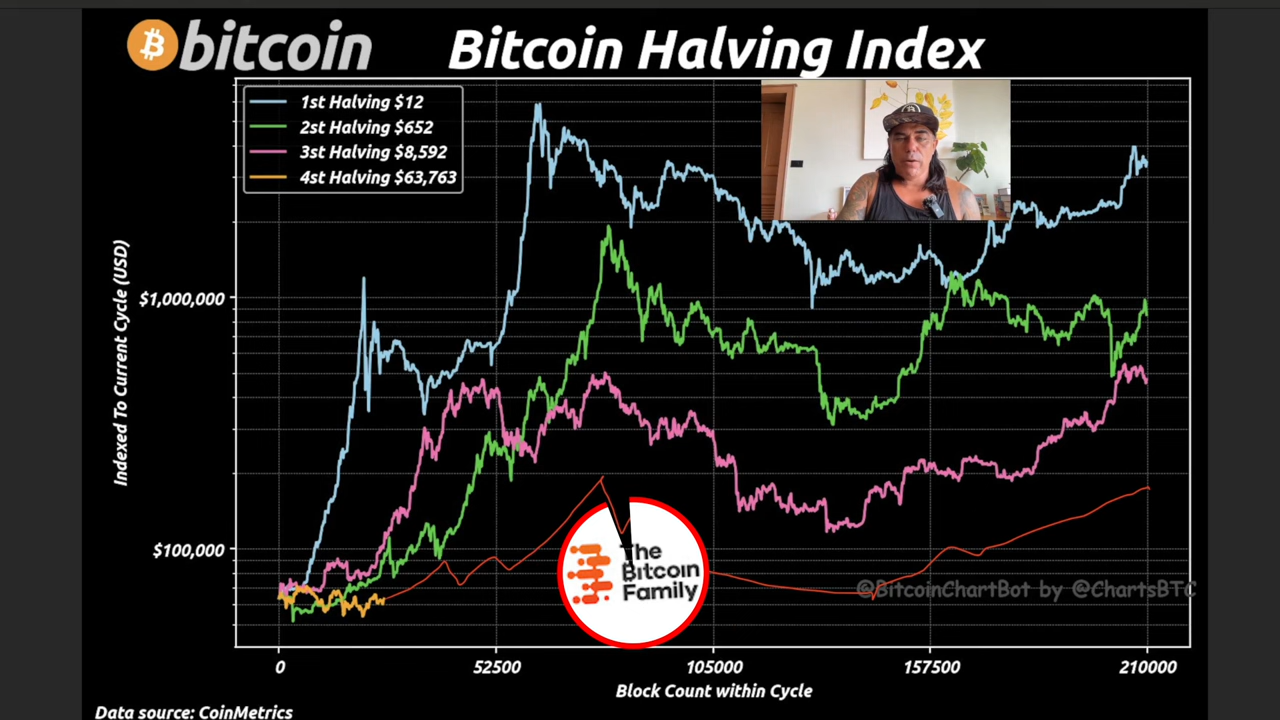 bitcoin
Bitcoin Halving Index
1st Halving $12
2st Halving $652
3st Halving $8,592
4st Halving $63,763
Indexed To Current Cycle (USD)
$1,000,000
$100,000
The
Bitcoin
Family
@BitcoinChartBot by @ChartsBTC
0 52500 105000 157500 210000
Block Count within Cycle
Data source: CoinMetrics